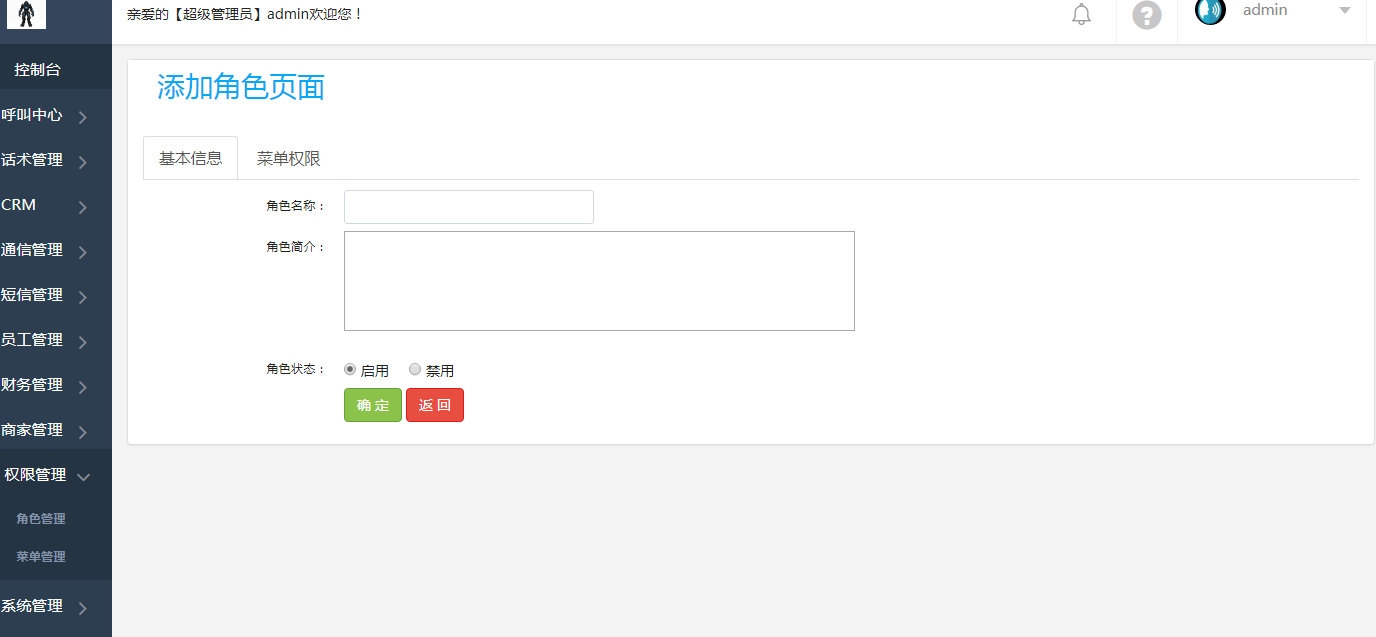 亲爱的【超级管理员】admin欢迎您！
admin
控制台
呼叫中心
话术管理
CRM
通信管理
短信管理
员工管理
财务管理
商家管理
权限管理
角色管理
菜单管理
系统管理
添加角色页面
基本信息 菜单权限
角色名称：
角色简介：
角色状态： 启用 禁用
确 定 返 回